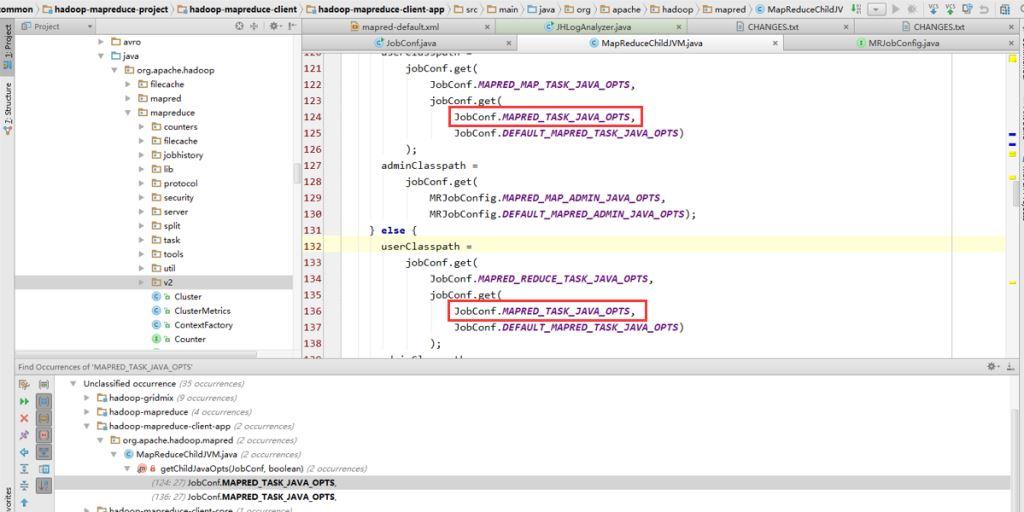 ommon
hadoop-mapreduce-project
hadoop-mapreduce-client
hadoop-mapreduce-client-app
src
main
java
org
apache
hadoop
mapred
MapReduceChildJV
Project
mapred-default.xml
JHLogAnalyzer.java
CHANGES.txt
CHANGES.txt
JobConf.java
MapReduceChildJVM.java
MRJobConfig.java
1: Project
7: Structure
avro
java
org.apache.hadoop
filecache
mapred
mapreduce
counters
filecache
jobhistory
lib
protocol
security
server
split
task
tools
util
v2
Cluster
ClusterMetrics
ContextFactory
Counter
120 userClasspath =
121 jobConf.get(
122 JobConf.MAPRED_MAP_TASK_JAVA_OPTS,
123 jobConf.get(
124 JobConf.MAPRED_TASK_JAVA_OPTS,
125 JobConf.DEFAULT_MAPRED_TASK_JAVA_OPTS)
126 );
127 adminClasspath =
128 jobConf.get(
129 MRJobConfig.MAPRED_MAP_ADMIN_JAVA_OPTS,
130 MRJobConfig.DEFAULT_MAPRED_ADMIN_JAVA_OPTS);
131 } else {
132 userClasspath =
133 jobConf.get(
134 JobConf.MAPRED_REDUCE_TASK_JAVA_OPTS,
135 jobConf.get(
136 JobConf.MAPRED_TASK_JAVA_OPTS,
137 JobConf.DEFAULT_MAPRED_TASK_JAVA_OPTS)
138 );
Find Occurrences of 'MAPRED_TASK_JAVA_OPTS'
Unclassified occurrence (35 occurrences)
hadoop-gridmix (9 occurrences)
hadoop-mapreduce (4 occurrences)
hadoop-mapreduce-client-app (2 occurrences)
org.apache.hadoop.mapred (2 occurrences)
MapReduceChildJVM.java (2 occurrences)
getChildJavaOpts(JobConf, boolean) (2 occurrences)
(124: 27) JobConf.MAPRED_TASK_JAVA_OPTS,
(136: 27) JobConf.MAPRED_TASK_JAVA_OPTS,
hadoop-mapreduce-client-core (1 occurrence)
vorites